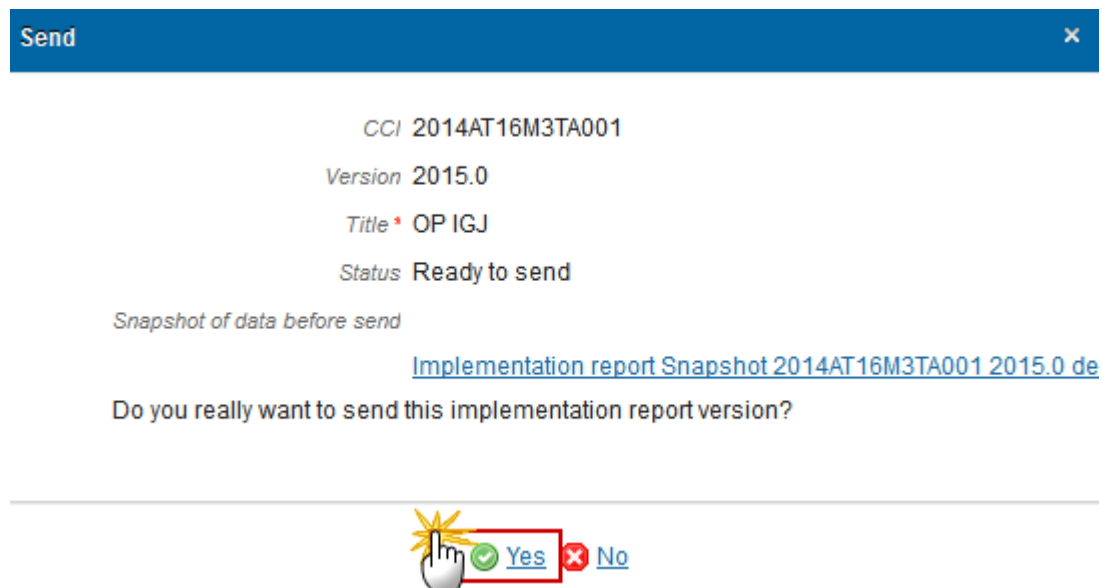 Send
CCI 2014AT16M3TA001
Version 2015.0
Title * OP IGJ
Status Ready to send
Snapshot of data before send
Implementation report Snapshot 2014AT16M3TA001 2015.0 de
Do you really want to send this implementation report version?
Yes No